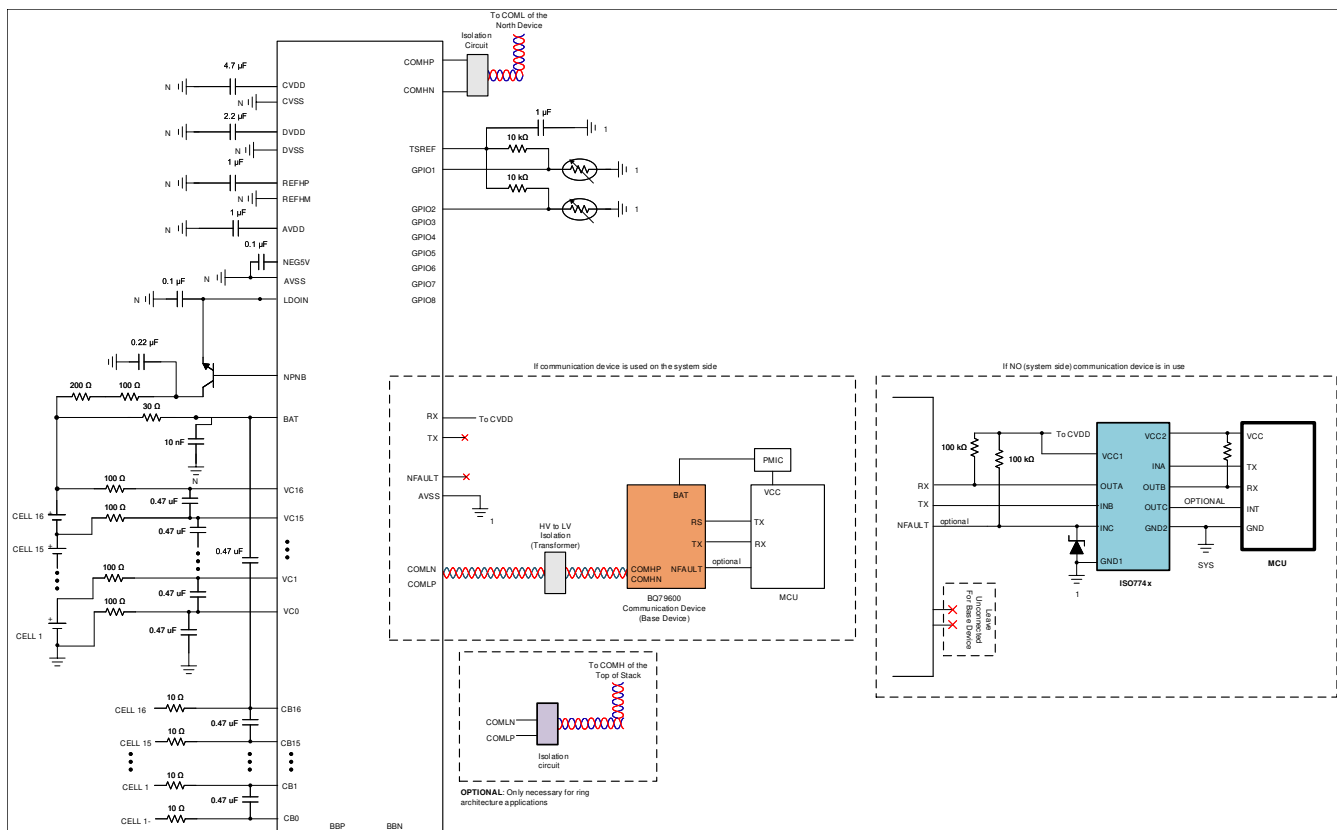 To COML of the
North Device
Isolation
Circuit
COMHP
COMHN
4.7 µF
N
CVDD
N
CVSS
2.2 µF
N
DVDD
N
DVSS
1 µF
N
REFHP
N
REFHM
1 µF
N
AVDD
0.1 µF
NEG5V
N
AVSS
0.1 µF
N
LDOIN
0.22 µF
NPNB
200 Ω
100 Ω
30 Ω
BAT
10 nF
N
100 Ω
VC16
0.47 uF
CELL 16
+
100 Ω
VC15
0.47 uF
CELL 15
+
0.47 uF
100 Ω
VC1
0.47 uF
100 Ω
VC0
+
CELL 1
0.47 uF
CELL 16
10 Ω
CB16
0.47 uF
CELL 15
10 Ω
CB15
CELL 1
10 Ω
CB1
0.47 uF
CELL 1-
10 Ω
CB0
BBP
BBN
1 µF
1
TSREF
10 kΩ
GPIO1
1
10 kΩ
GPIO2
1
GPIO3
GPIO4
GPIO5
GPIO6
GPIO7
GPIO8
If communication device is used on the system side
RX
To CVDD
TX
NFAULT
AVSS
1
HV to LV
Isolation
(Transformer)
COMLN
COMLP
PMIC
BAT
VCC
RS
TX
TX
RX
NFAULT
optional
COMHP
COMHN
BQ79600
Communication Device
(Base Device)
MCU
To COMH of the
Top of Stack
COMLN
COMLP
Isolation
circuit
OPTIONAL: Only necessary for ring
architecture applications
If NO (system side) communication device is in use
To CVDD
100 kΩ
100 kΩ
VCC2
VCC
VCC1
INA
TX
RX
OUTA
OUTB
RX
TX
INB
OUTC
OPTIONAL
INT
NFAULT
optional
INC
GND2
GND
GND1
SYS
1
ISO774x
MCU
Leave
Unconnected
For Base Device